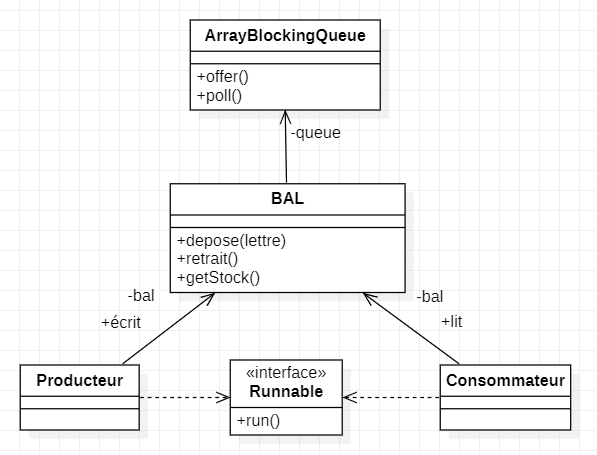 ArrayBlockingQueue
+offer()
+poll()
-queue
BAL
+depose(lettre)
+retrait()
+getStock()
-bal
+écrit
-bal
+lit
Producteur
«interface»
Runnable
+run()
Consommateur